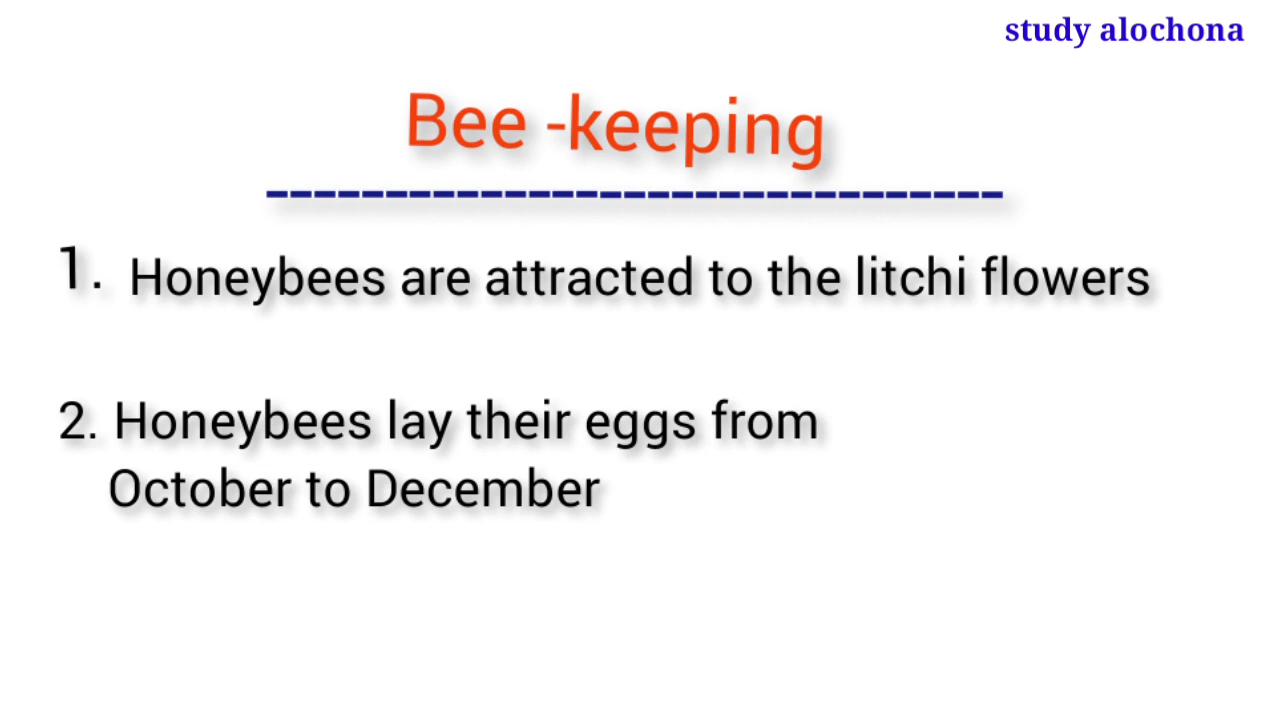 study alochona
Bee -keeping
-------------------------------
1. Honeybees are attracted to the litchi flowers
2. Honeybees lay their eggs from
October to December